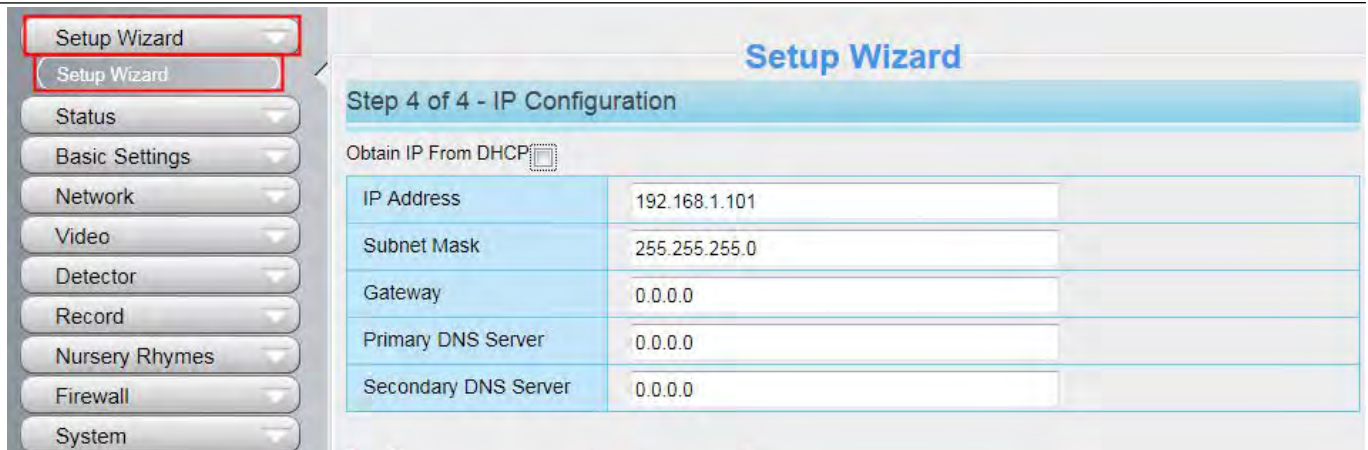 Setup Wizard
Setup Wizard
Status
Basic Settings
Network
Video
Detector
Record
Nursery Rhymes
Firewall
System
Setup Wizard
Step 4 of 4 - IP Configuration
Obtain IP From DHCP
IP Address 192.168.1.101
Subnet Mask 255.255.255.0
Gateway 0.0.0.0
Primary DNS Server 0.0.0.0
Secondary DNS Server 0.0.0.0